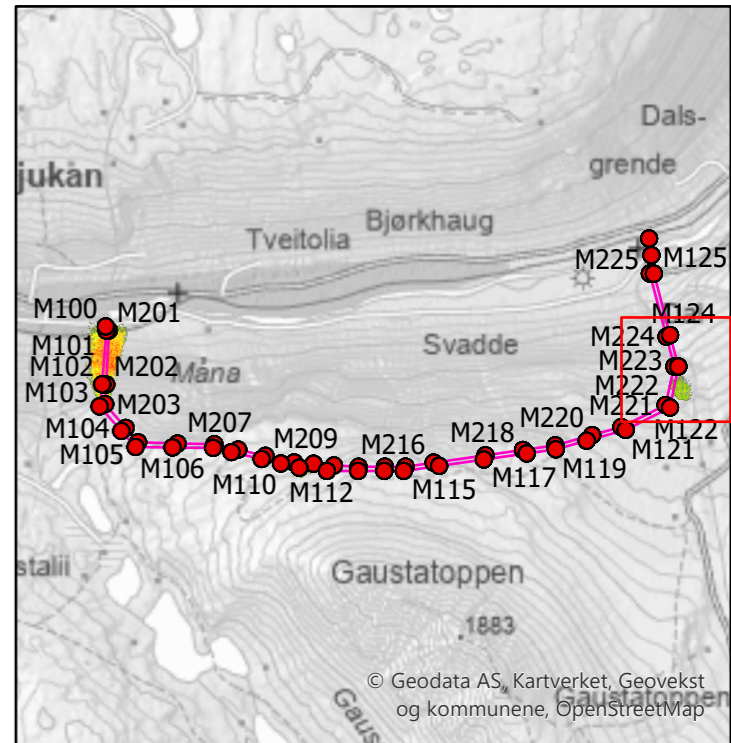 Dals-
grende
jukån
Bjørkhaug
Tveitolia
M225
M125
M100
M201
M124
M101
M224
Svadde
M102
M202
M223
Måna
M103
M222
M203
M221
M104
M207
M220
M122
M105
M106
M209
M216
M218
M121
M119
M110
M117
M112
M115
stalii
Gaustatoppen
1883
© Geodata AS, Kartverket, Geovekst
Gaustatoppen
og kommunene, OpenStreetMap
Gaus